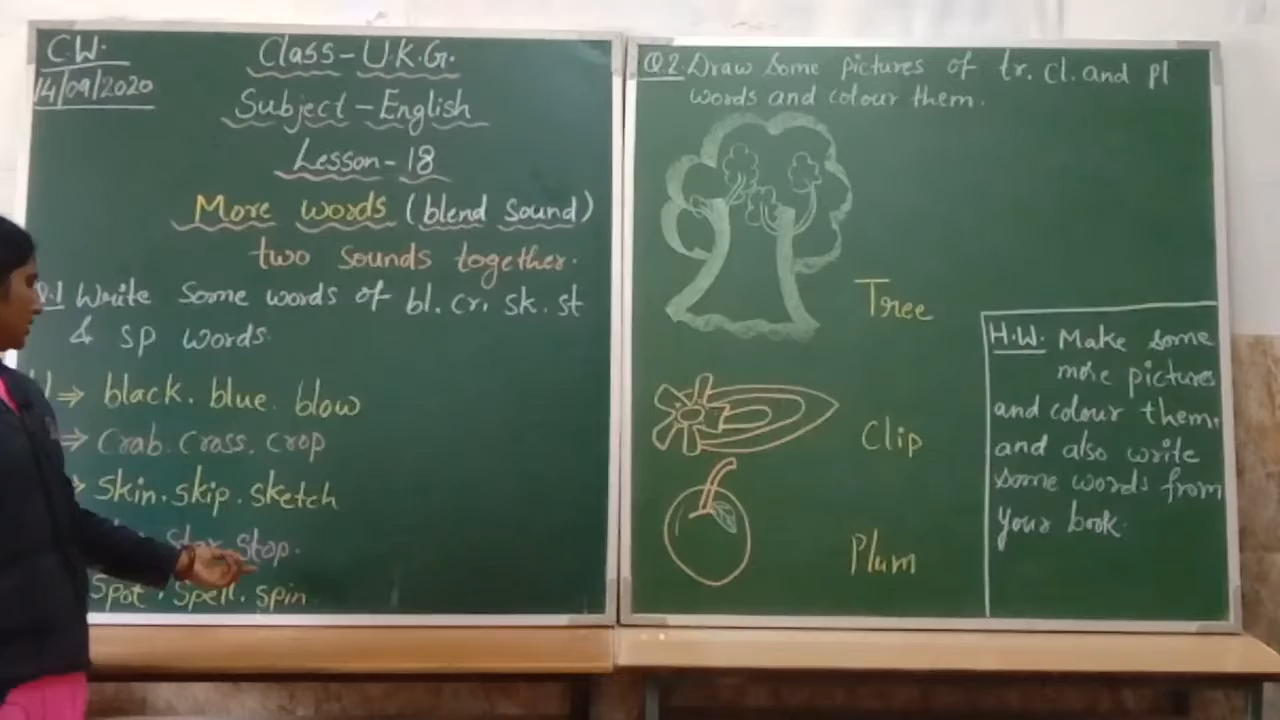 C.W.
14/09/2020
Class-U.K.G.
Subject-English
Lesson-18
More words (blend sound)
two sounds together.
Q.1 Write Some words of bl. cr. sk. st
& sp words.
⇒ black. blue. blow
⇒ Crab. Crass. Crop
Skin. skip. sketch
Star. Stop.
Spot. Spell. spin
Q.2. Draw Some pictures of tr. cl. and pl
words and colour them.
Tree
Clip
Plum
H.W. Make Some
more pictures
and colour them.
and also write
some words from
your book.